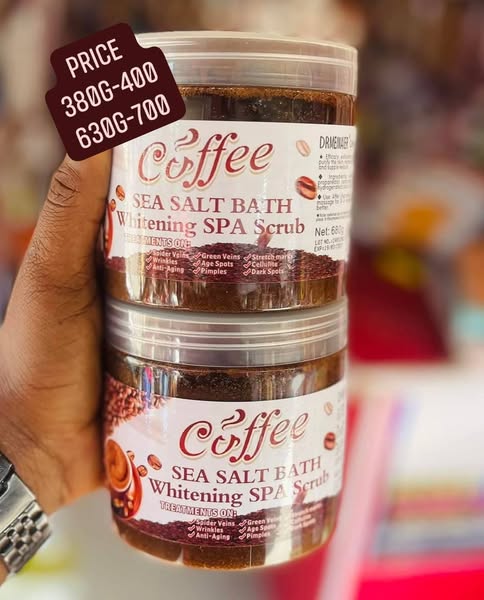 PRICE
380G-400
630G-700
Coffee
SEA SALT BATH
Whitening SPA Scrub
TREATMENTS ON:
Spider Veins Green Veins Stretch marks
Wrinkles Age Spots Cellulite
Anti-Aging Pimples Dark Spots
DRMEINAIER
Net: 680g
Coffee
SEA SALT BATH
Whitening SPA Scrub
TREATMENTS ON:
Spider Veins Green Veins
Wrinkles Age Spots
Anti-Aging Pimples